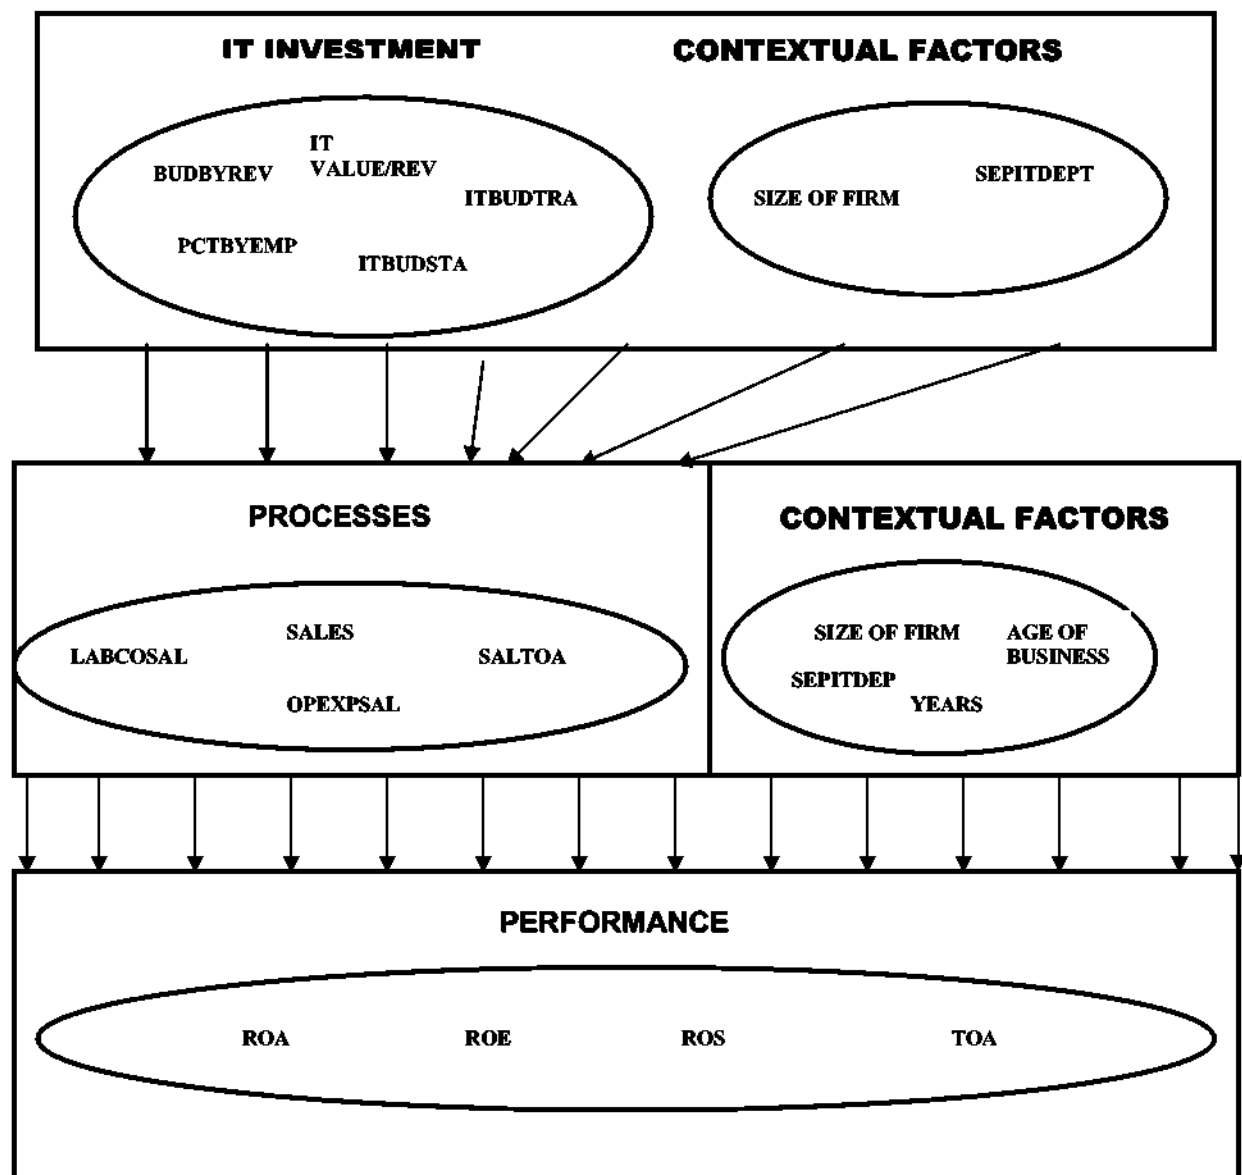 IT INVESTMENT
CONTEXTUAL FACTORS
IT
VALUE/REV
BUDBYREV
ITBUDTRA
PCTBYEMP
ITBUDSTA
SEPITDEPT
SIZE OF FIRM
PROCESSES
SALES
LABCOSAL
SALTOA
OPEXPSAL
CONTEXTUAL FACTORS
SIZE OF FIRM
AGE OF
BUSINESS
SEPITDEP
YEARS
PERFORMANCE
ROA
ROE
ROS
TOA